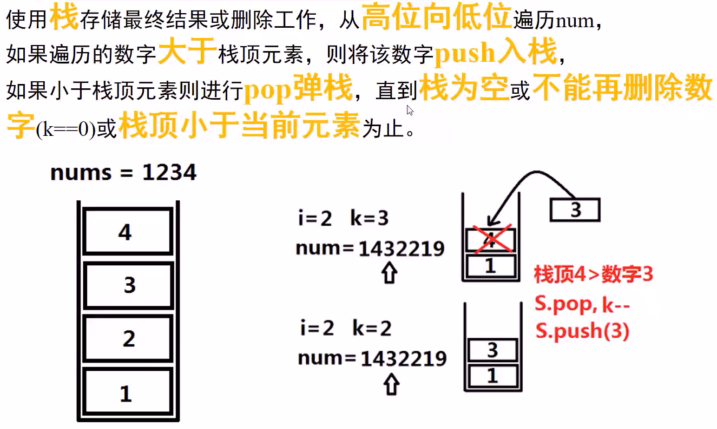 使用栈存储最终结果或删除工作，从高位向低位遍历num，
如果遍历的数字大于栈顶元素，则将该数字push入栈，
如果小于栈顶元素则进行pop弹栈，直到栈为空或不能再删除数
字(k==0)或栈顶小于当前元素为止。
nums = 1234
4
3
2
1
i=2 k=3
num=1432219
3
4
1
栈顶4>数字3
S.pop, k--
S.push(3)
i=2 k=2
num=1432219
3
1